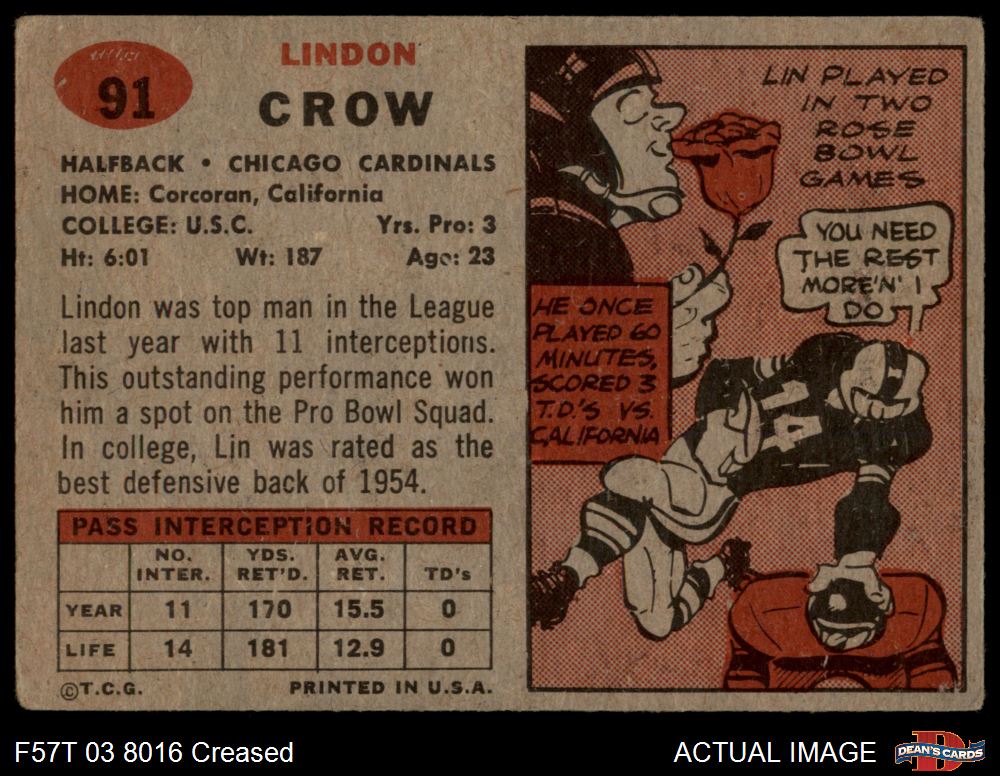 91
LINDON
CROW
HALFBACK • CHICAGO CARDINALS
HOME: Corcoran, California
COLLEGE: U.S.C. Yrs. Pro: 3
Ht: 6:01 Wt: 187 Age: 23
Lindon was top man in the League
last year with 11 interceptions.
This outstanding performance won
him a spot on the Pro Bowl Squad.
In college, Lin was rated as the
best defensive back of 1954.
PASS INTERCEPTION RECORD
NO. YDS. AVG.
INTER. RET'D. RET. TD's
YEAR 11 170 15.5 0
LIFE 14 181 12.9 0
©T.C.G. PRINTED IN U.S.A.
LIN PLAYED
IN TWO
ROSE
BOWL
GAMES
YOU NEED
THE REST
MORE'N' I
DO
HE ONCE
PLAYED 60
MINUTES,
SCORED 3
T.D.'S VS.
CALIFORNIA
14
F57T 03 8016 Creased
ACTUAL IMAGE
D
DEAN'S CARDS